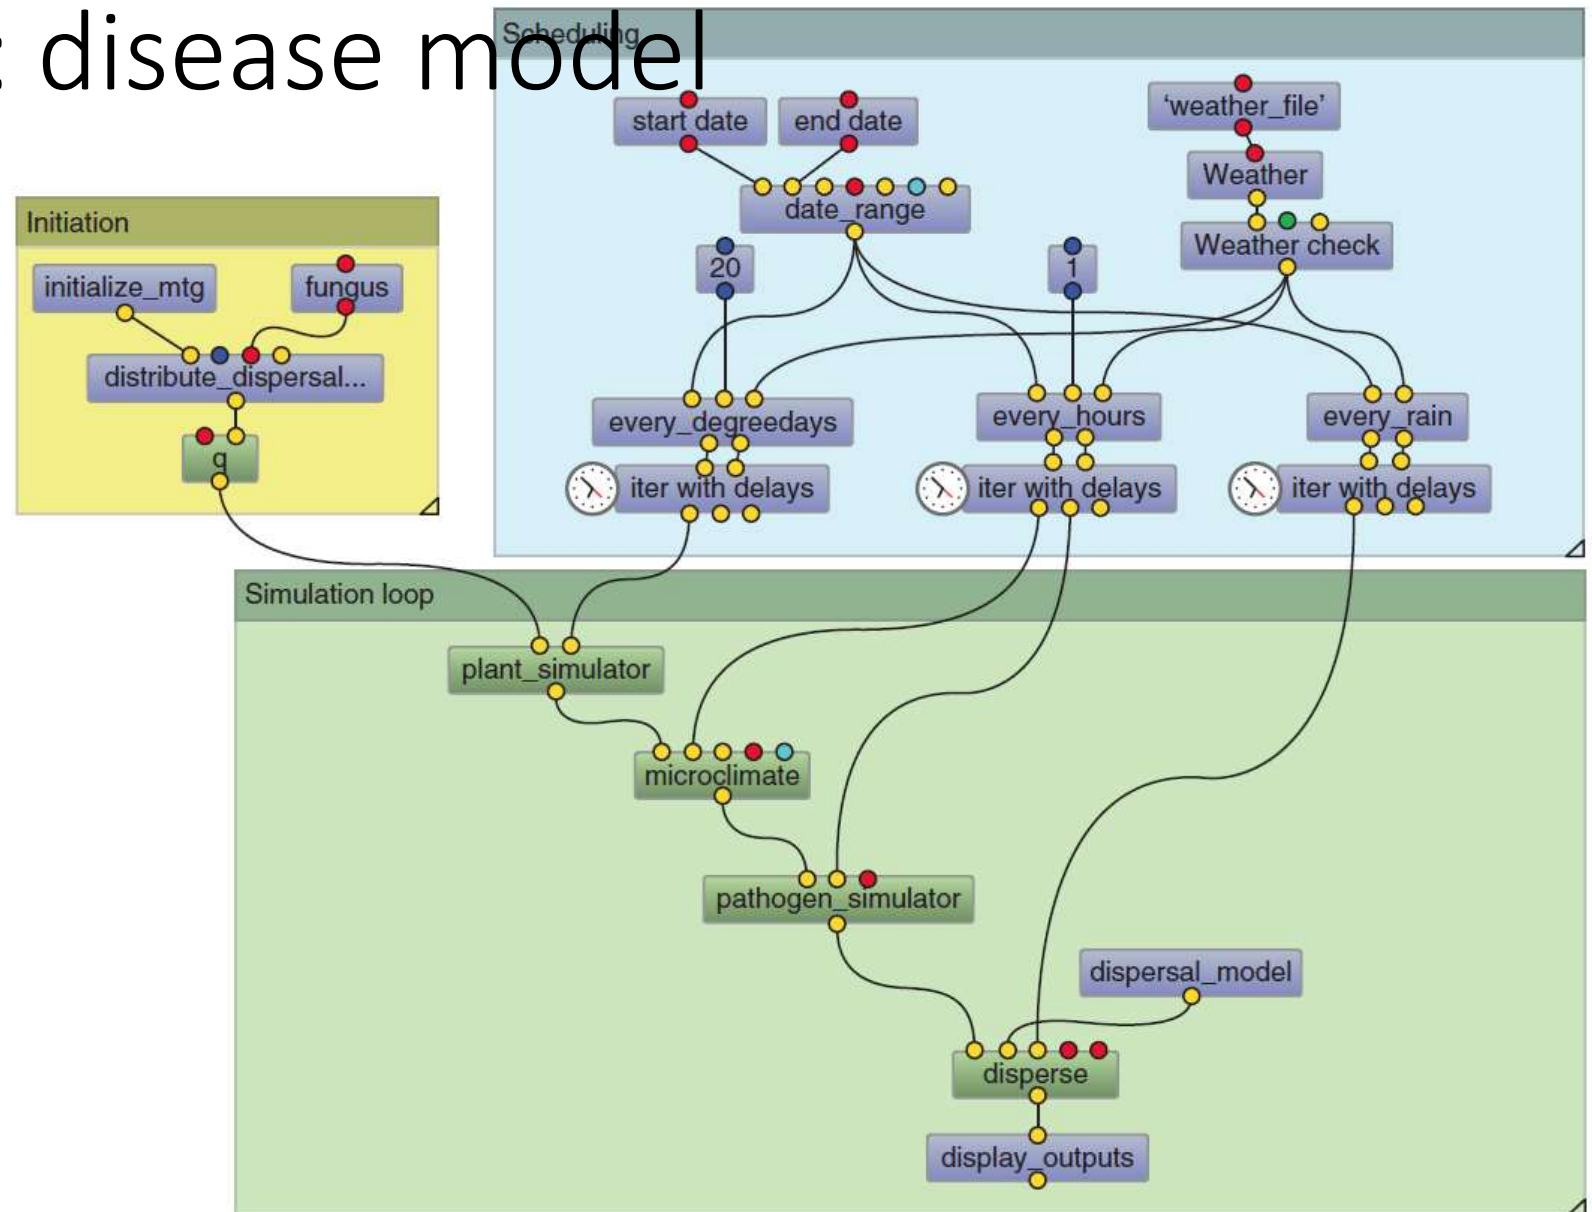 : disease model
Scheduling
start date
end date
'weather_file'
Weather
date_range
Weather check
20
1
every_degreedays
every_hours
every_rain
iter with delays
iter with delays
iter with delays
Initiation
initialize_mtg
fungus
distribute_dispersal...
g
Simulation loop
plant_simulator
microclimate
pathogen_simulator
dispersal_model
disperse
display_outputs